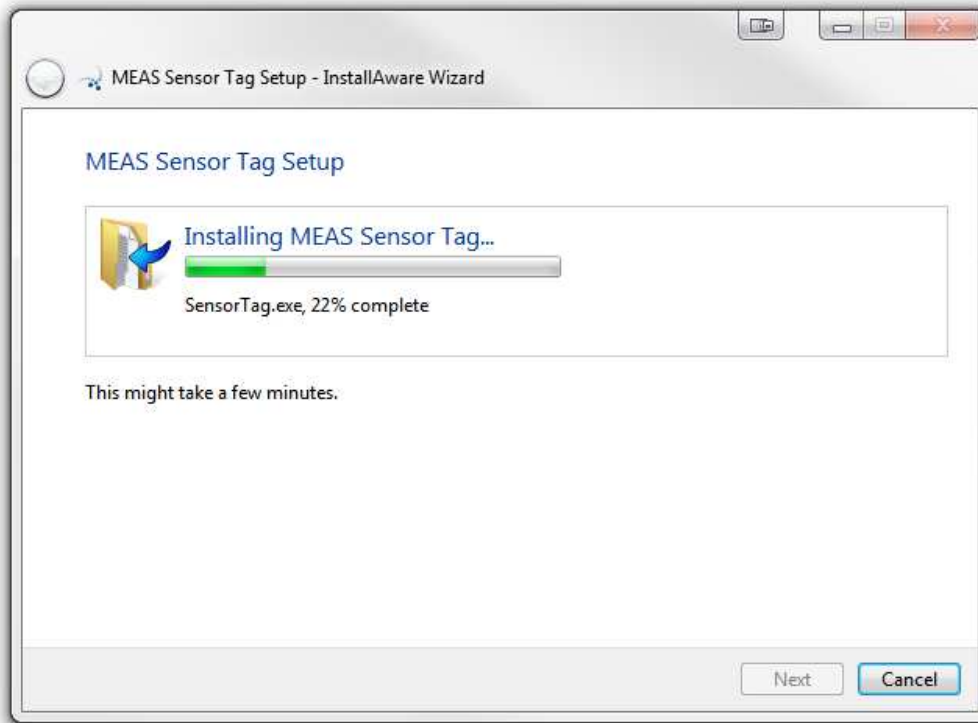 MEAS Sensor Tag Setup - InstallAware Wizard
MEAS Sensor Tag Setup
Installing MEAS Sensor Tag...
SensorTag.exe, 22% complete
This might take a few minutes.
Next Cancel